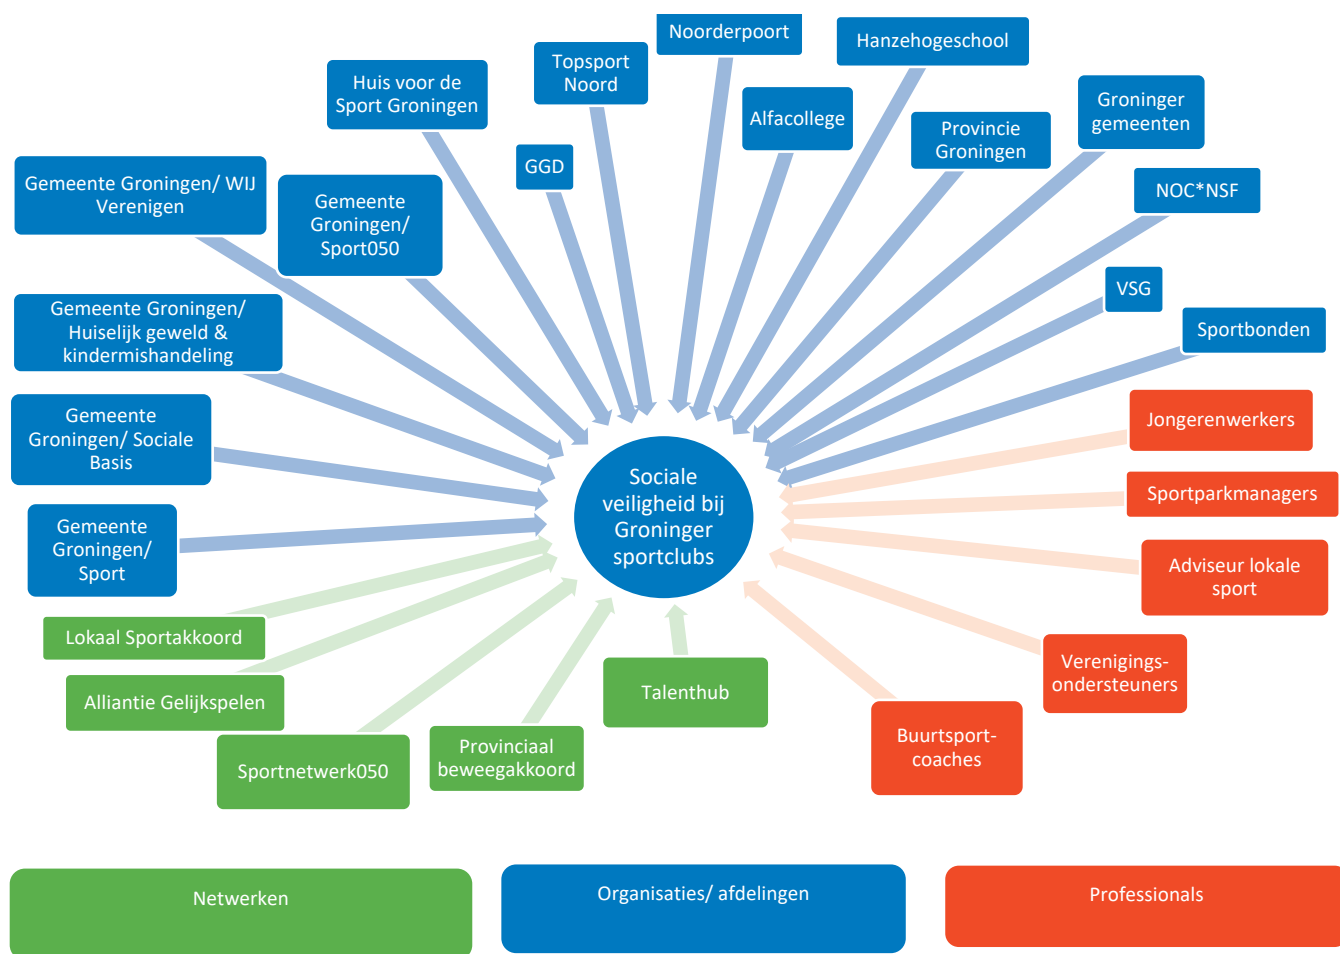 Noorderpoort
Hanzehogeschool
Topsport
Noord
Huis voor de
Sport Groningen
Groninger
gemeenten
Alfacollege
Provincie
Groningen
GGD
Gemeente Groningen/ WIJ
Verenigen
NOC*NSF
Gemeente
Groningen/
Sport050
VSG
Gemeente Groningen/
Huiselijk geweld &
kindermishandeling
Sportbonden
Gemeente
Groningen/ Sociale
Basis
Jongerenwerkers
Sociale
veiligheid bij
Groninger
sportclubs
Sportparkmanagers
Gemeente
Groningen/
Sport
Adviseur lokale
sport
Lokaal Sportakkoord
Verenigings-
ondersteuners
Alliantie Gelijkspelen
Talenthub
Buurtsport-
coaches
Sportnetwerk050
Provinciaal
beweegakkoord
Netwerken
Organisaties/ afdelingen
Professionals